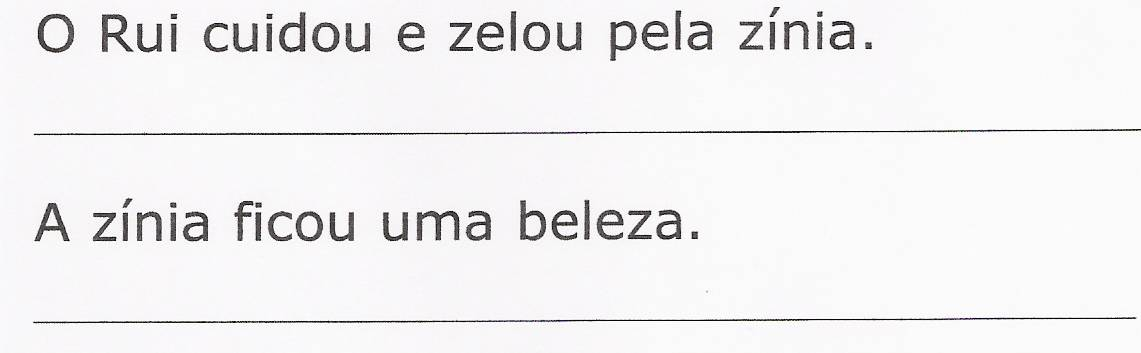 O Rui cuidou e zelou pela zínia.
A zínia ficou uma beleza.